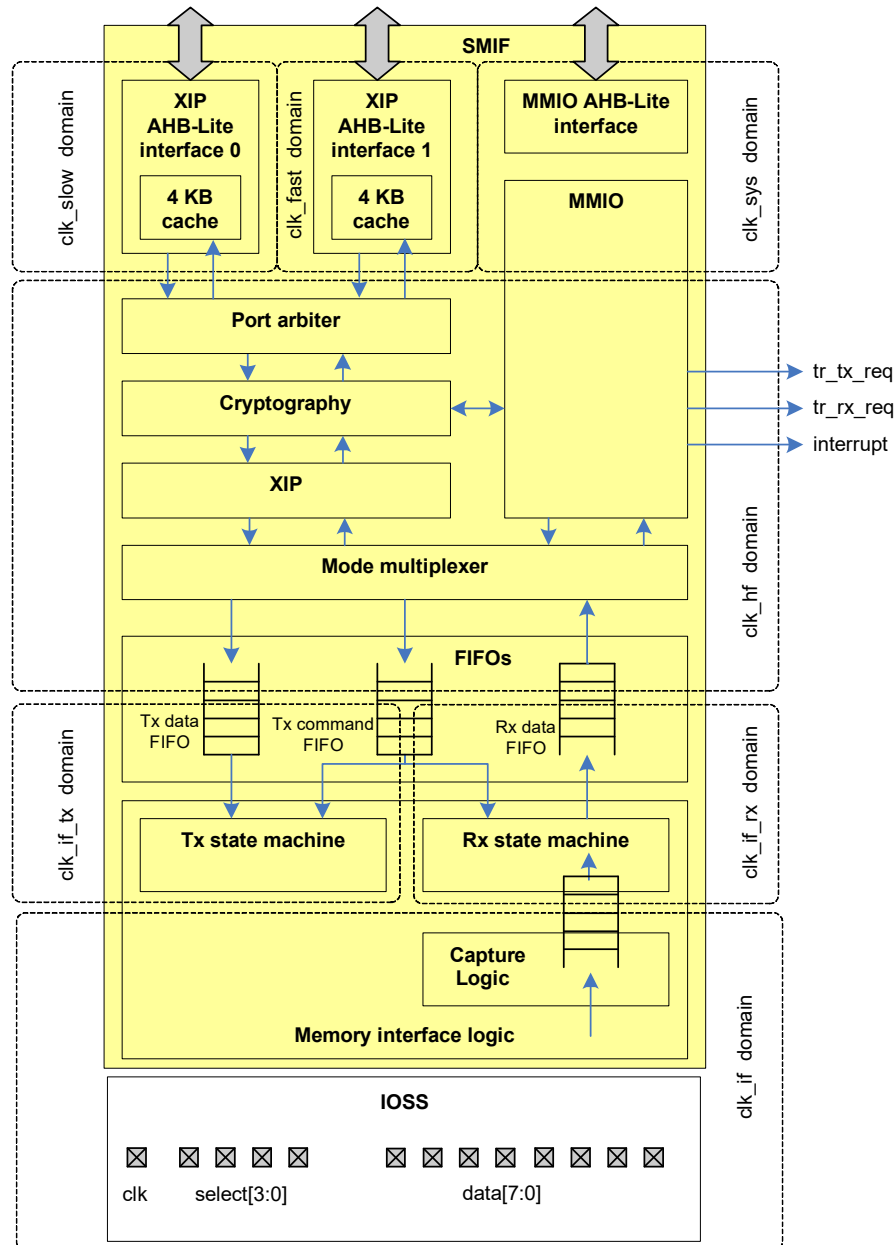 SMIF
XIP
AHB-Lite
interface 0
4 KB
cache
XIP
AHB-Lite
interface 1
4 KB
cache
MMIO AHB-Lite
interface
MMIO
clk_slow domain
clk_fast domain
clk_sys domain
Port arbiter
Cryptography
XIP
Mode multiplexer
tr_tx_req
tr_rx_req
interrupt
clk_hf domain
FIFOs
Tx data
FIFO
Tx command
FIFO
Rx data
FIFO
clk_if_tx domain
clk_if_rx domain
Tx state machine
Rx state machine
Capture
Logic
Memory interface logic
clk_if domain
IOSS
clk
select[3:0]
data[7:0]